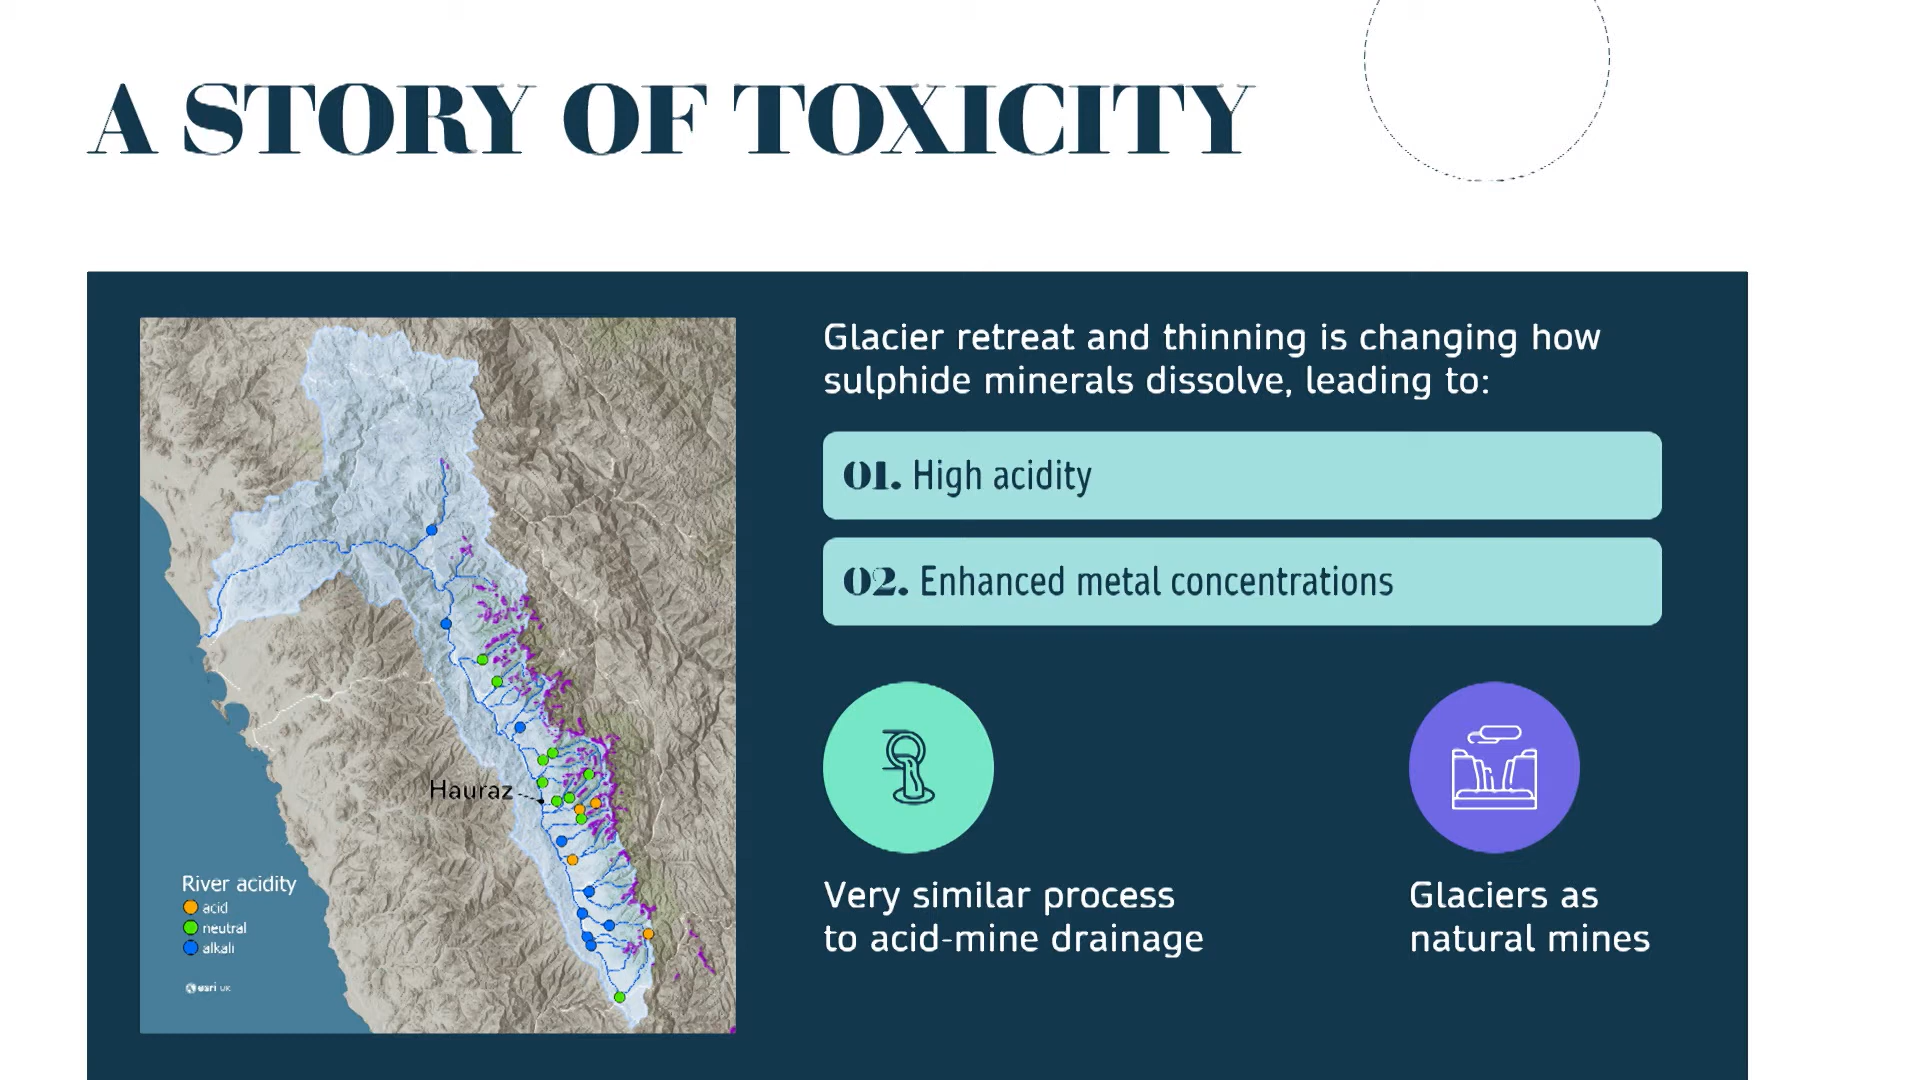 A STORY OF TOXICITY
Glacier retreat and thinning is changing how
sulphide minerals dissolve, leading to:
01. High acidity
02. Enhanced metal concentrations
Hauraz
River acidity
acid
neutral
alkali
esri UK
Very similar process
to acid-mine drainage
Glaciers as
natural mines